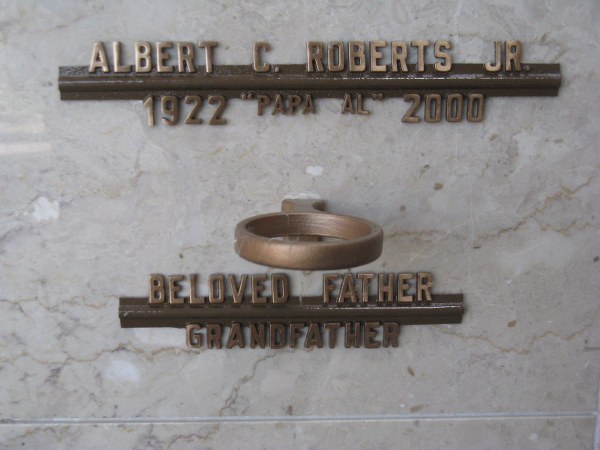 ALBERT C. ROBERTS JR.
1922 "PAPA AL" 2000
BELOVED FATHER
GRANDFATHER